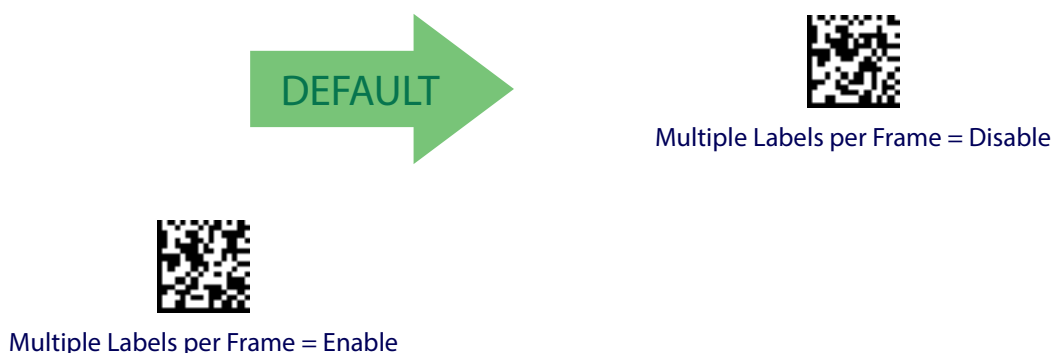 DEFAULT
Multiple Labels per Frame = Disable
Multiple Labels per Frame = Enable